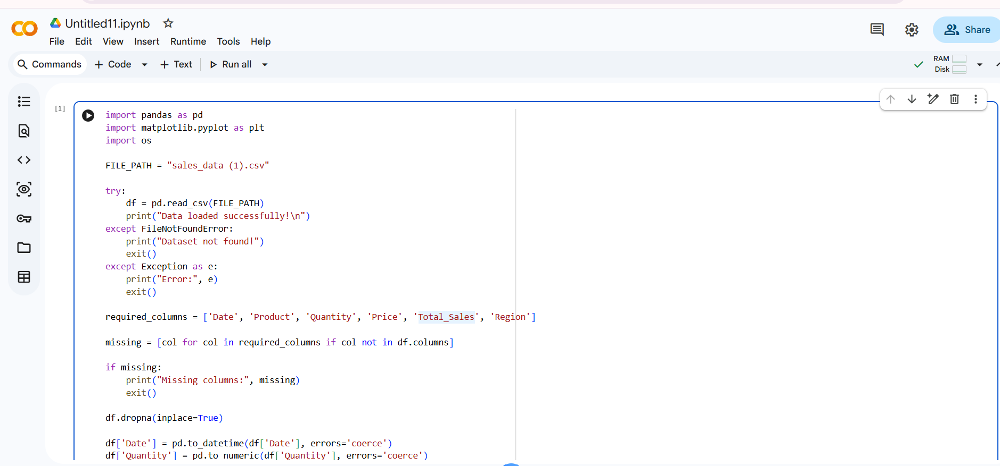 Untitled11.ipynb
File Edit View Insert Runtime Tools Help
Share
Commands + Code + Text Run all
RAM
Disk
[1]
import pandas as pd
import matplotlib.pyplot as plt
import os
FILE_PATH = "sales_data (1).csv"
try:
    df = pd.read_csv(FILE_PATH)
    print("Data loaded successfully!\n")
except FileNotFoundError:
    print("Dataset not found!")
    exit()
except Exception as e:
    print("Error:", e)
    exit()
required_columns = ['Date', 'Product', 'Quantity', 'Price', 'Total_Sales', 'Region']
missing = [col for col in required_columns if col not in df.columns]
if missing:
    print("Missing columns:", missing)
    exit()
df.dropna(inplace=True)
df['Date'] = pd.to_datetime(df['Date'], errors='coerce')
df['Quantity'] = pd.to_numeric(df['Quantity'], errors='coerce')